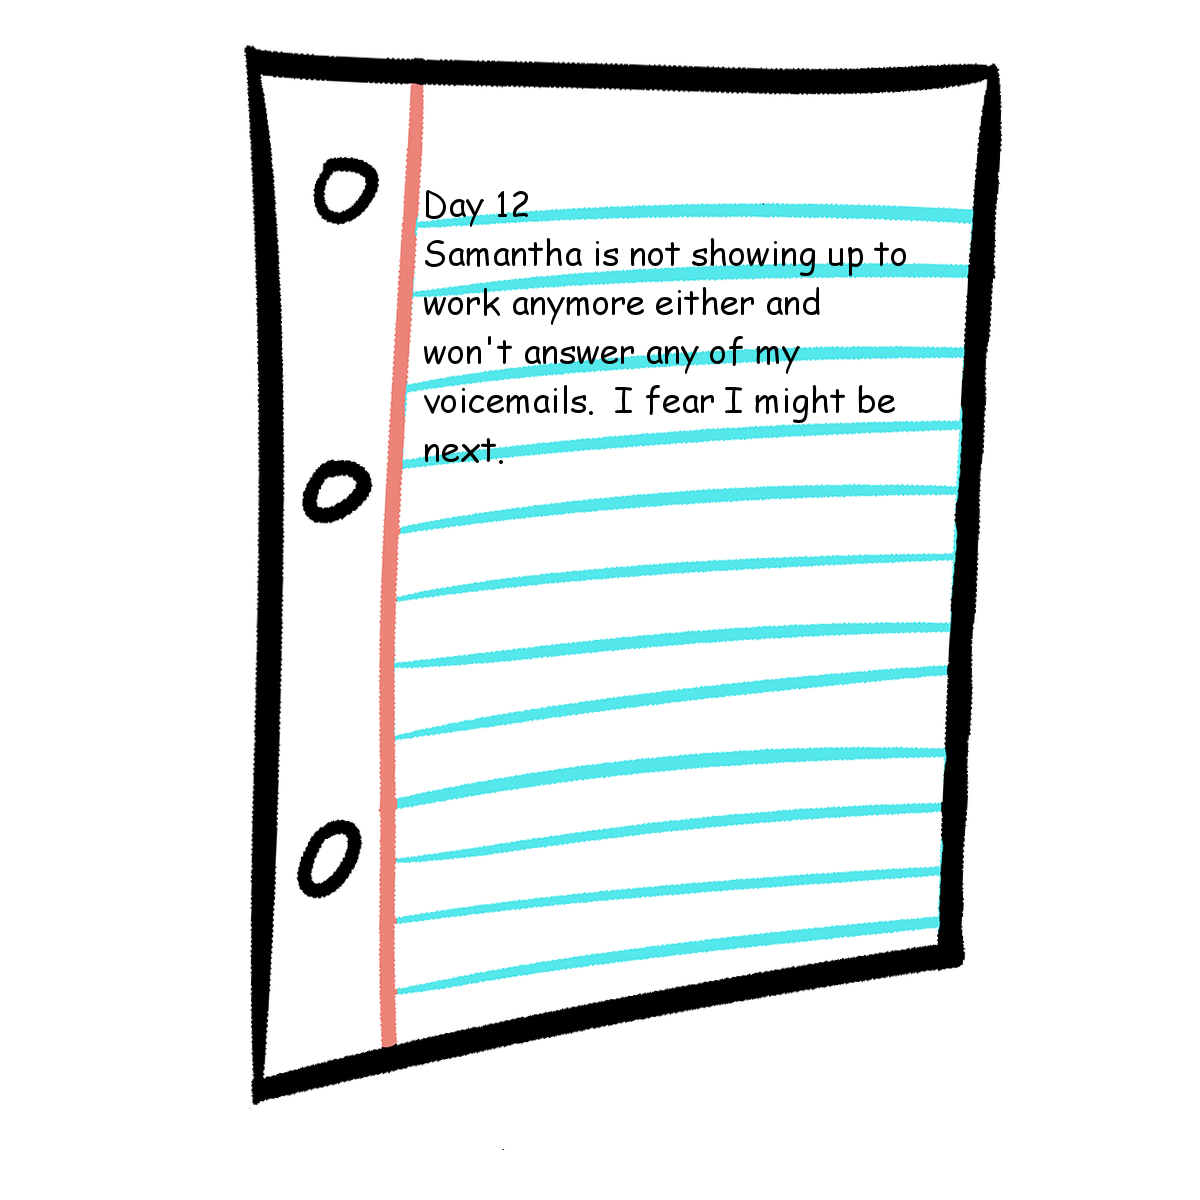 Day 12
Samantha is not showing up to
work anymore either and
won't answer any of my
voicemails.  I fear I might be
next.